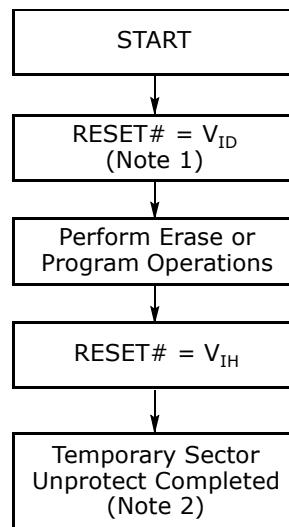 START
RESET# = V_ID
(Note 1)
Perform Erase or
Program Operations
RESET# = V_IH
Temporary Sector
Unprotect Completed
(Note 2)